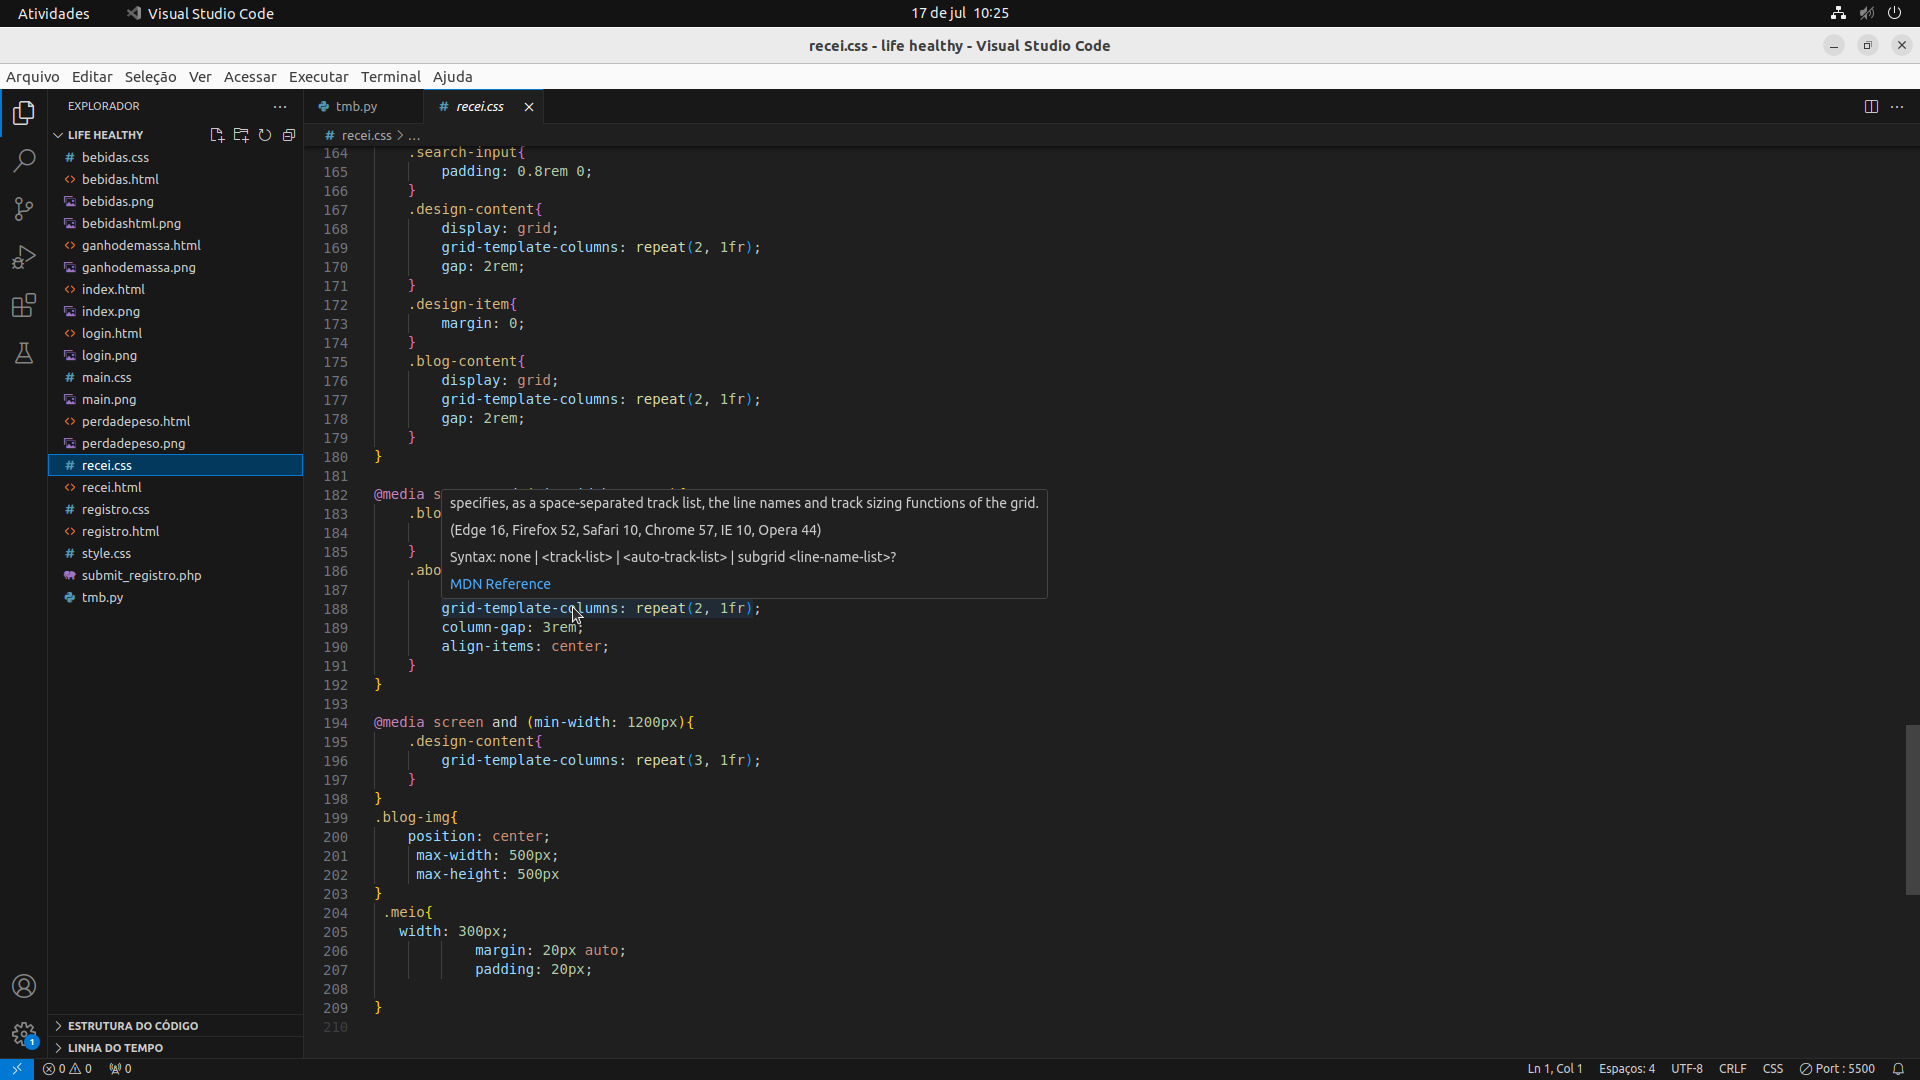 Atividades
Visual Studio Code
17 de jul 10:25
recei.css - life healthy - Visual Studio Code
Arquivo Editar Seleção Ver Acessar Executar Terminal Ajuda
EXPLORADOR
LIFE HEALTHY
bebidas.css
bebidas.html
bebidas.png
bebidashtml.png
ganhodemassa.html
ganhodemassa.png
index.html
index.png
login.html
login.png
main.css
main.png
perdadepeso.html
perdadepeso.png
recei.css
recei.html
registro.css
registro.html
style.css
submit_registro.php
tmb.py
ESTRUTURA DO CÓDIGO
LINHA DO TEMPO
tmb.py
# recei.css
# recei.css > ...
164 .search-input{
165 padding: 0.8rem 0;
166 }
167 .design-content{
168 display: grid;
169 grid-template-columns: repeat(2, 1fr);
170 gap: 2rem;
171 }
172 .design-item{
173 margin: 0;
174 }
175 .blog-content{
176 display: grid;
177 grid-template-columns: repeat(2, 1fr);
178 gap: 2rem;
179 }
180 }
181
182 @media s
183 .blo
184
185 }
186 .abo
187
specifies, as a space-separated track list, the line names and track sizing functions of the grid.
(Edge 16, Firefox 52, Safari 10, Chrome 57, IE 10, Opera 44)
Syntax: none | <track-list> | <auto-track-list> | subgrid <line-name-list>?
MDN Reference
188 grid-template-columns: repeat(2, 1fr);
189 column-gap: 3rem;
190 align-items: center;
191 }
192 }
193
194 @media screen and (min-width: 1200px){
195 .design-content{
196 grid-template-columns: repeat(3, 1fr);
197 }
198 }
199 .blog-img{
200 position: center;
201 max-width: 500px;
202 max-height: 500px
203 }
204 .meio{
205 width: 300px;
206 margin: 20px auto;
207 padding: 20px;
208
209 }
210
1
0 0 0
Ln 1, Col 1 Espaços: 4 UTF-8 CRLF CSS Port : 5500